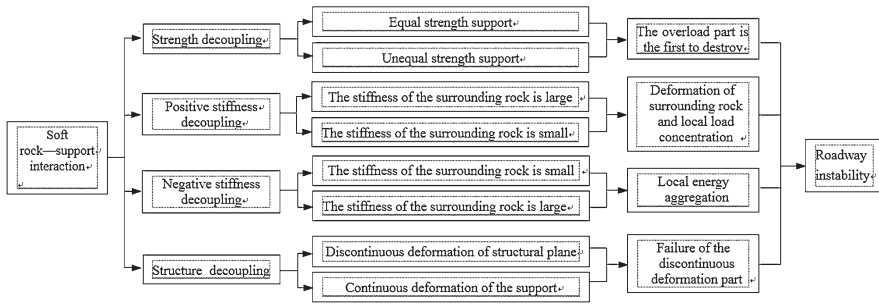 Soft
rock—support
interaction
Strength decoupling
Equal strength support
Unequal strength support
The overload part is
the first to destroy
Positive stiffness
decoupling
The stiffness of the surrounding rock is large
The stiffness of the surrounding rock is small
Deformation of
surrounding rock
and local load
concentration
Negative stiffness
decoupling
The stiffness of the surrounding rock is small
The stiffness of the surrounding rock is large
Local energy
aggregation
Structure decoupling
Discontinuous deformation of structural plane
Continuous deformation of the support
Failure of the
discontinuous
deformation part
Roadway
instability